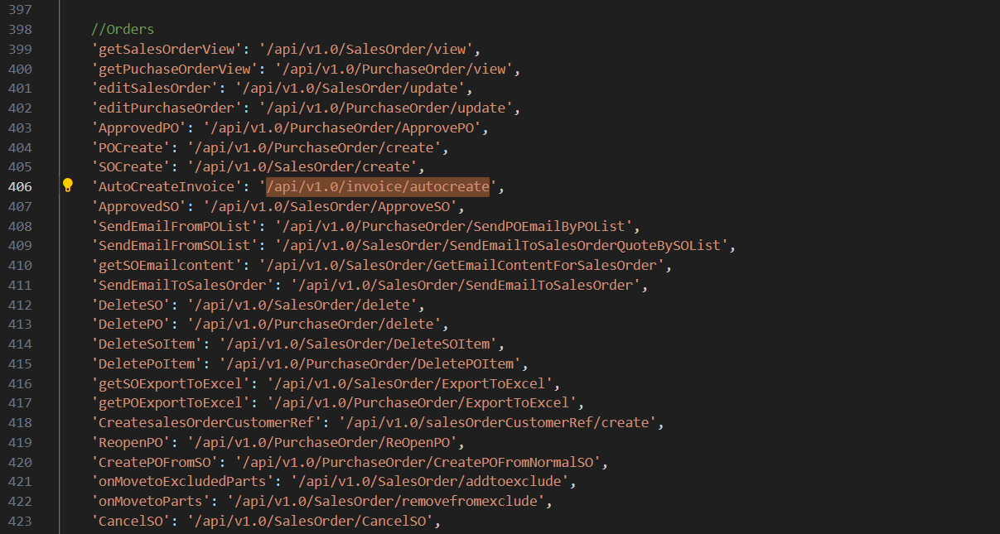 397
398 //Orders
399 'getSalesOrderView': '/api/v1.0/SalesOrder/view',
400 'getPuchaseOrderView': '/api/v1.0/PurchaseOrder/view',
401 'editSalesOrder': '/api/v1.0/SalesOrder/update',
402 'editPurchaseOrder': '/api/v1.0/PurchaseOrder/update',
403 'ApprovedPO': '/api/v1.0/PurchaseOrder/ApprovePO',
404 'POCreate': '/api/v1.0/PurchaseOrder/create',
405 'SOCreate': '/api/v1.0/SalesOrder/create',
406 'AutoCreateInvoice': '/api/v1.0/invoice/autocreate',
407 'ApprovedSO': '/api/v1.0/SalesOrder/ApproveSO',
408 'SendEmailFromPOList': '/api/v1.0/PurchaseOrder/SendPOEmailByPOList',
409 'SendEmailFromSOList': '/api/v1.0/SalesOrder/SendEmailToSalesOrderQuoteBySOList',
410 'getSOEmailcontent': '/api/v1.0/SalesOrder/GetEmailContentForSalesOrder',
411 'SendEmailToSalesOrder': '/api/v1.0/SalesOrder/SendEmailToSalesOrder',
412 'DeleteSO': '/api/v1.0/SalesOrder/delete',
413 'DeletePO': '/api/v1.0/PurchaseOrder/delete',
414 'DeleteSoItem': '/api/v1.0/SalesOrder/DeleteSOItem',
415 'DeletePoItem': '/api/v1.0/PurchaseOrder/DeletePOItem',
416 'getSOExportToExcel': '/api/v1.0/SalesOrder/ExportToExcel',
417 'getPOExportToExcel': '/api/v1.0/PurchaseOrder/ExportToExcel',
418 'CreatesalesOrderCustomerRef': '/api/v1.0/salesOrderCustomerRef/create',
419 'ReopenPO': '/api/v1.0/PurchaseOrder/ReOpenPO',
420 'CreatePOFromSO': '/api/v1.0/PurchaseOrder/CreatePOFromNormalSO',
421 'onMovetoExcludedParts': '/api/v1.0/SalesOrder/addtoexclude',
422 'onMovetoParts': '/api/v1.0/SalesOrder/removefromexclude',
423 'CancelSO': '/api/v1.0/SalesOrder/CancelSO',